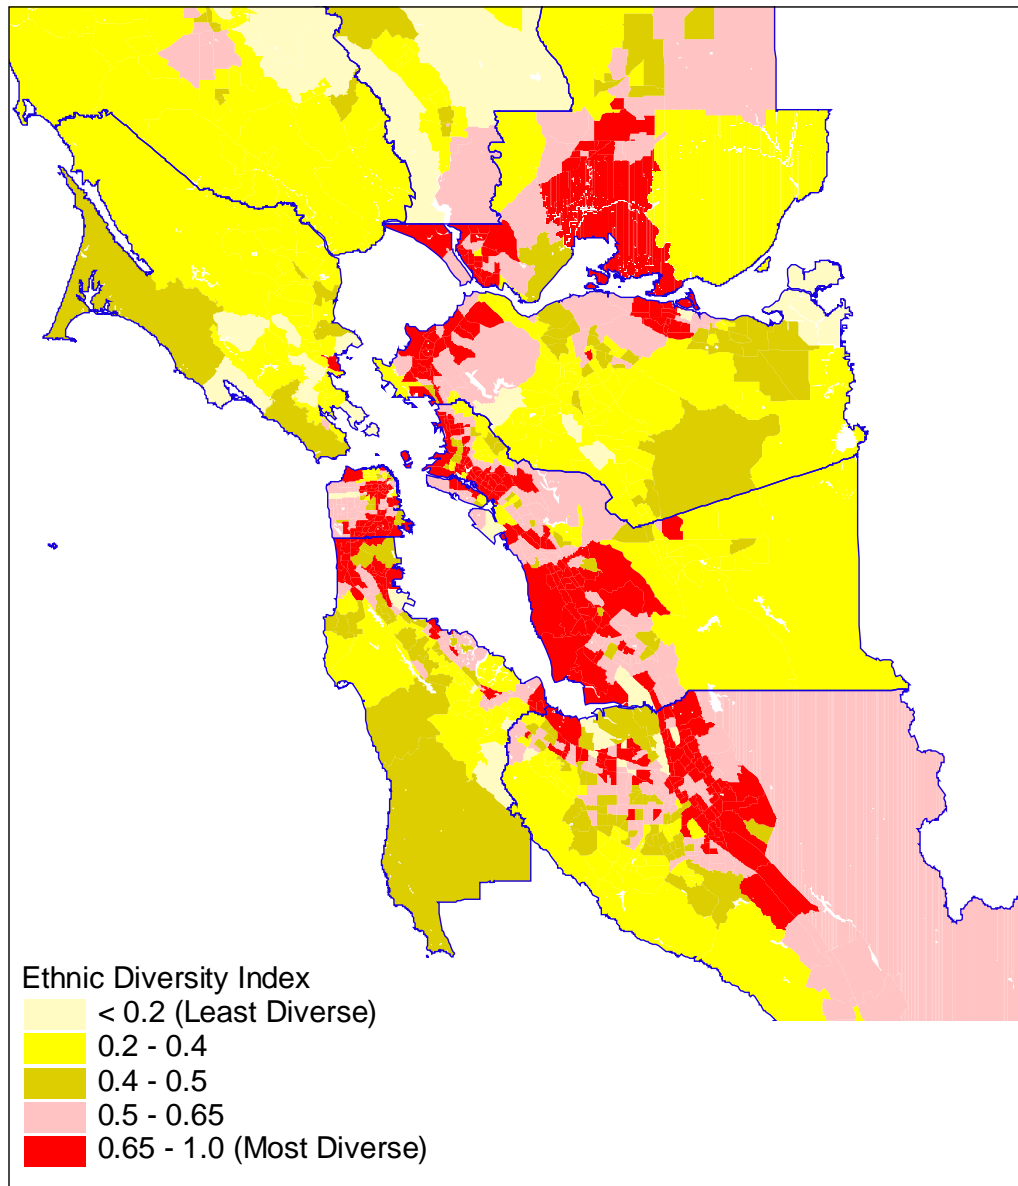 Ethnic Diversity Index
< 0.2 (Least Diverse)
0.2 - 0.4
0.4 - 0.5
0.5 - 0.65
0.65 - 1.0 (Most Diverse)